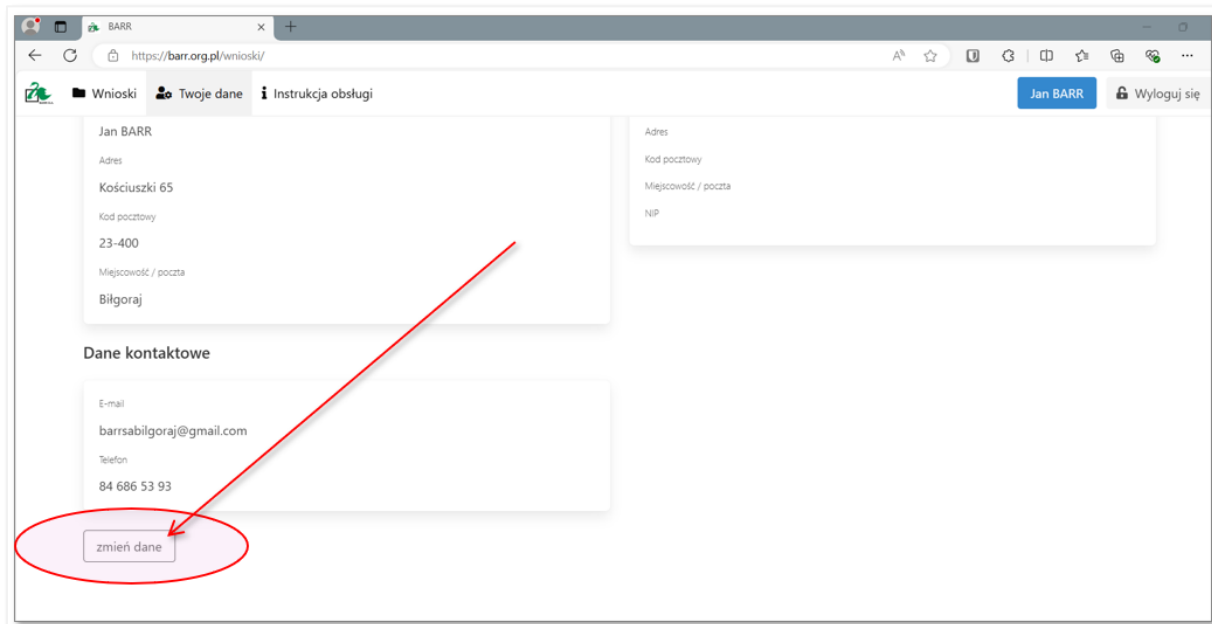 BARR
https://barr.org.pl/wnioski/
Wnioski
Twoje dane
Instrukcja obsługi
Jan BARR
Wyloguj się
Jan BARR
Adres
Kościuszki 65
Kod pocztowy
23-400
Miejscowość / poczta
Biłgoraj
Adres
Kod pocztowy
Miejscowość / poczta
NIP
Dane kontaktowe
E-mail
barrsabilgoraj@gmail.com
Telefon
84 686 53 93
zmień dane